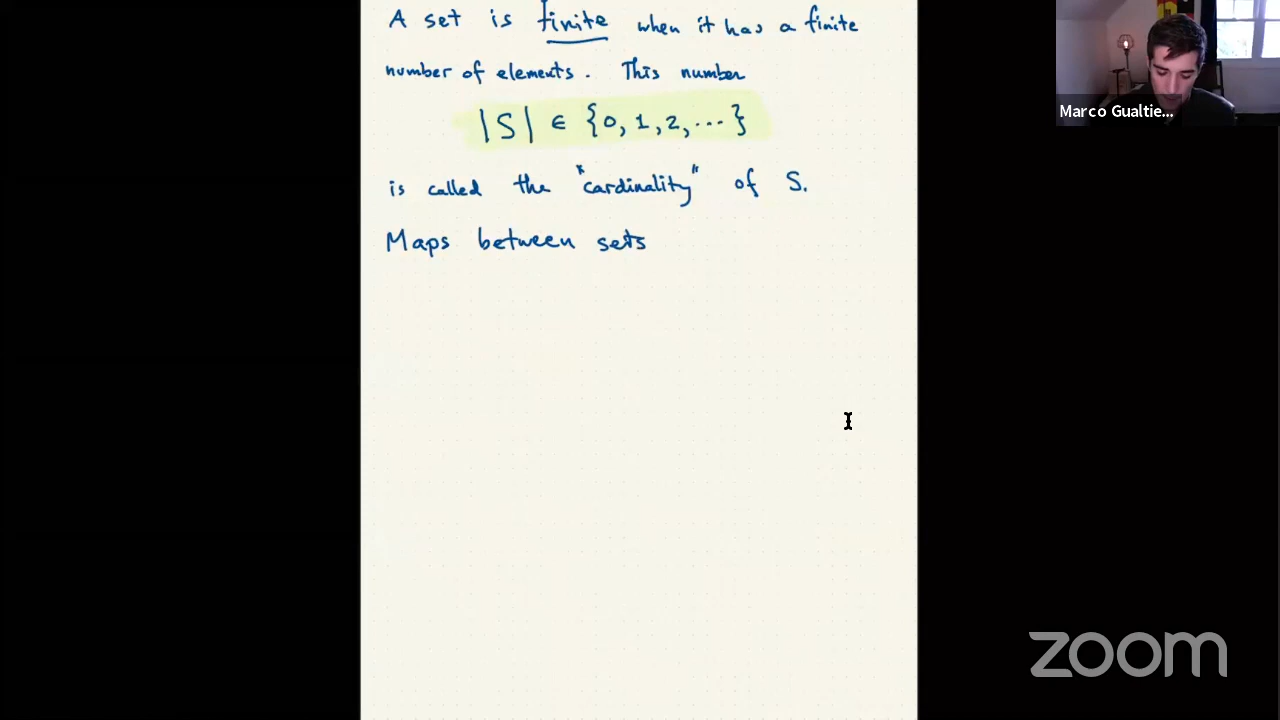 A set is finite when it has a finite
number of elements. This number
|S| ∈ {0, 1, 2, ...}
is called the "cardinality" of S.
Maps between sets
Marco Gualtie...
zoom